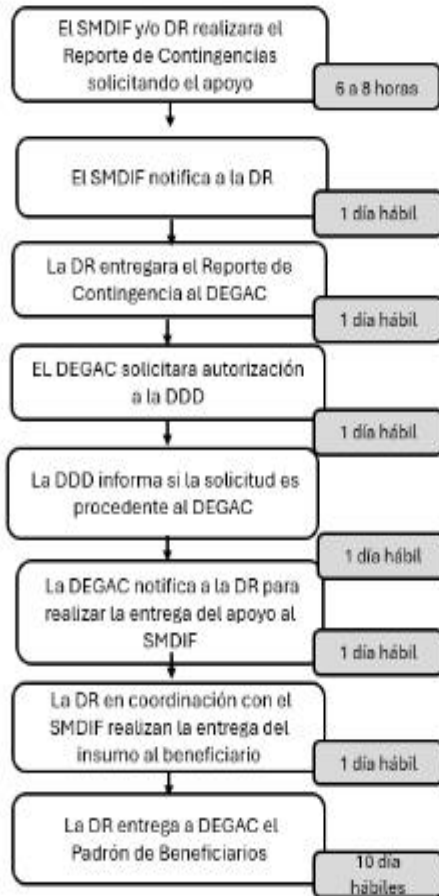 El SMDIF y/o DR realizara el
Reporte de Contingencias
solicitando el apoyo
6 a 8 horas
El SMDIF notifica a la DR
1 día hábil
La DR entregara el Reporte de
Contingencia al DEGAC
1 día hábil
EL DEGAC solicitara autorización
a la DDD
1 día hábil
La DDD informa si la solicitud es
procedente al DEGAC
1 día hábil
La DEGAC notifica a la DR para
realizar la entrega del apoyo al
SMDIF
1 día hábil
La DR en coordinación con el
SMDIF realizan la entrega del
insumo al beneficiario
1 día hábil
La DR entrega a DEGAC el
Padrón de Beneficiarios
10 día
hábiles